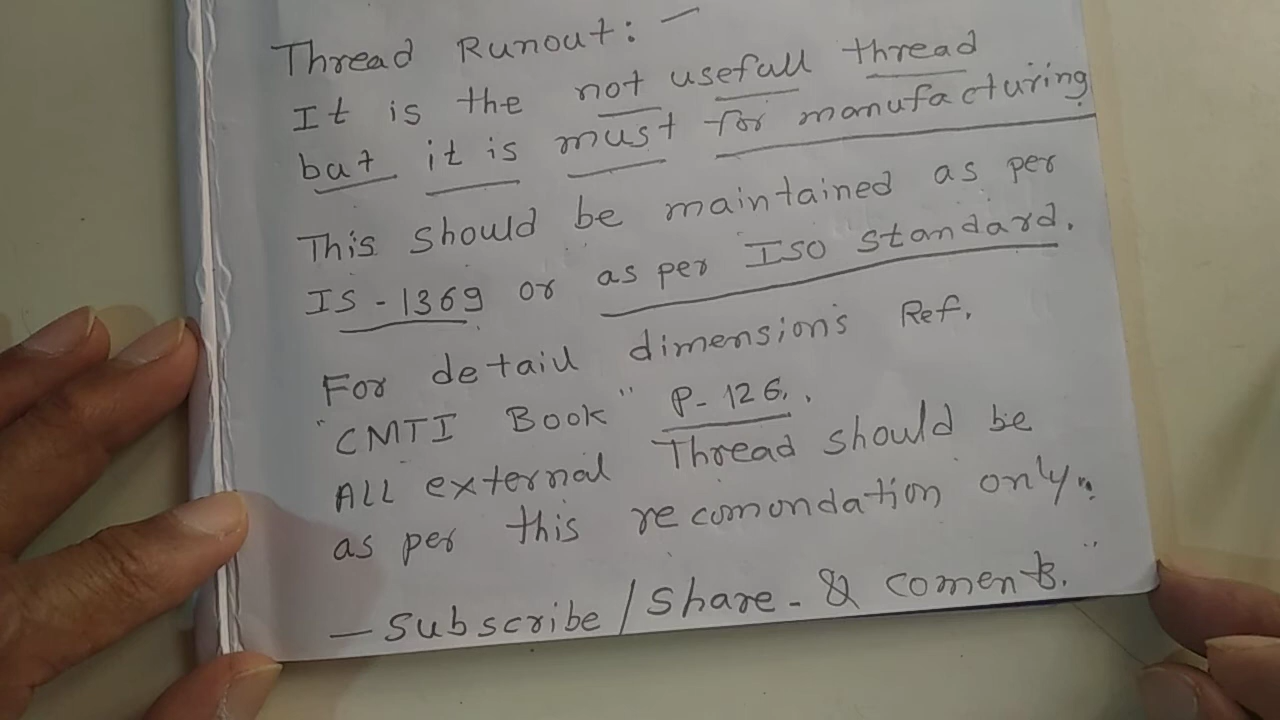 Thread Runout:-
It is the not usefull thread
but it is must for manufacturing
This should be maintained as per
IS-1369 or as per ISO standard.
For detail dimensions Ref.
"CMTI Book" P-126.
ALL external Thread should be
as per this recomondation only.
- Subscribe/Share-& coments."